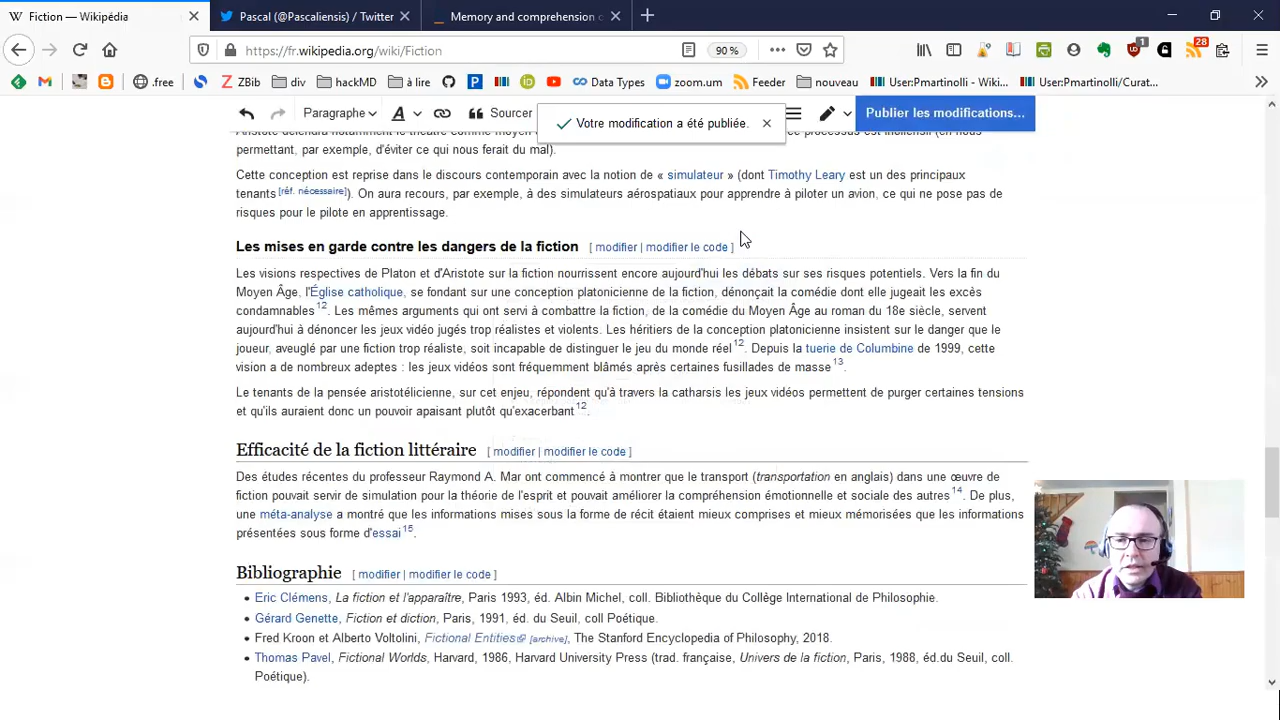 W Fiction — Wikipédia × Pascal (@Pascaliensis) / Twitter × Memory and comprehension × +
https://fr.wikipedia.org/wiki/Fiction 90 % 1 28
.free ZBib div hackMD à lire P Data Types zoom.um Feeder nouveau User:Pmartinolli - Wiki... User:Pmartinolli/Curat... »
Paragraphe A Sourcer Votre modification a été publiée. × Publier les modifications…
permettant, par exemple, d'éviter ce qui nous ferait du mal).
Cette conception est reprise dans le discours contemporain avec la notion de « simulateur » (dont Timothy Leary est un des principaux
tenants[réf. nécessaire]). On aura recours, par exemple, à des simulateurs aérospatiaux pour apprendre à piloter un avion, ce qui ne pose pas de
risques pour le pilote en apprentissage.
Les mises en garde contre les dangers de la fiction [ modifier | modifier le code ]
Les visions respectives de Platon et d'Aristote sur la fiction nourrissent encore aujourd'hui les débats sur ses risques potentiels. Vers la fin du
Moyen Âge, l'Église catholique, se fondant sur une conception platonicienne de la fiction, dénonçait la comédie dont elle jugeait les excès
condamnables 12. Les mêmes arguments qui ont servi à combattre la fiction, de la comédie du Moyen Âge au roman du 18e siècle, servent
aujourd'hui à dénoncer les jeux vidéo jugés trop réalistes et violents. Les héritiers de la conception platonicienne insistent sur le danger que le
joueur, aveuglé par une fiction trop réaliste, soit incapable de distinguer le jeu du monde réel 12. Depuis la tuerie de Columbine de 1999, cette
vision a de nombreux adeptes : les jeux vidéos sont fréquemment blâmés après certaines fusillades de masse 13.
Le tenants de la pensée aristotélicienne, sur cet enjeu, répondent qu'à travers la catharsis les jeux vidéos permettent de purger certaines tensions
et qu'ils auraient donc un pouvoir apaisant plutôt qu'exacerbant 12.
Efficacité de la fiction littéraire [ modifier | modifier le code ]
Des études récentes du professeur Raymond A. Mar ont commencé à montrer que le transport (transportation en anglais) dans une œuvre de
fiction pouvait servir de simulation pour la théorie de l'esprit et pouvait améliorer la compréhension émotionnelle et sociale des autres 14. De plus,
une méta-analyse a montré que les informations mises sous la forme de récit étaient mieux comprises et mieux mémorisées que les informations
présentées sous forme d'essai 15.
Bibliographie [ modifier | modifier le code ]
• Eric Clémens, La fiction et l'apparaître, Paris 1993, éd. Albin Michel, coll. Bibliothèque du Collège International de Philosophie.
• Gérard Genette, Fiction et diction, Paris, 1991, éd. du Seuil, coll Poétique.
• Fred Kroon et Alberto Voltolini, Fictional Entities [archive], The Stanford Encyclopedia of Philosophy, 2018.
• Thomas Pavel, Fictional Worlds, Harvard, 1986, Harvard University Press (trad. française, Univers de la fiction, Paris, 1988, éd.du Seuil, coll.
Poétique).